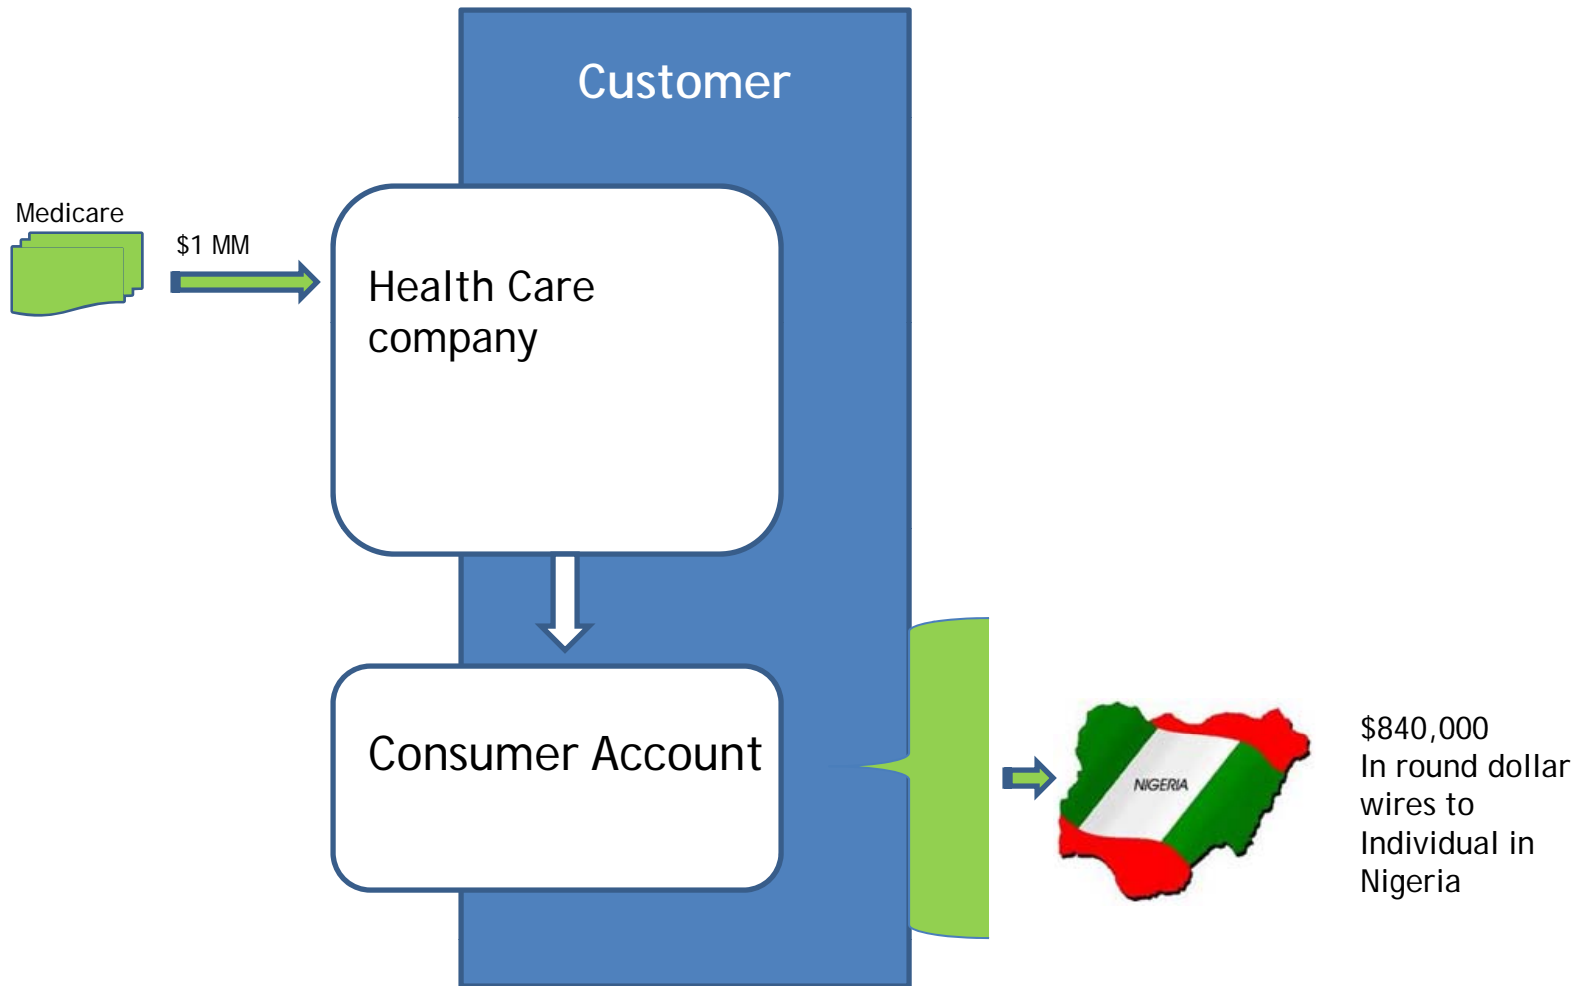 Customer
Medicare
$1 MM
Health Care
company
Consumer Account
NIGERIA
$840,000
In round dollar
wires to
Individual in
Nigeria